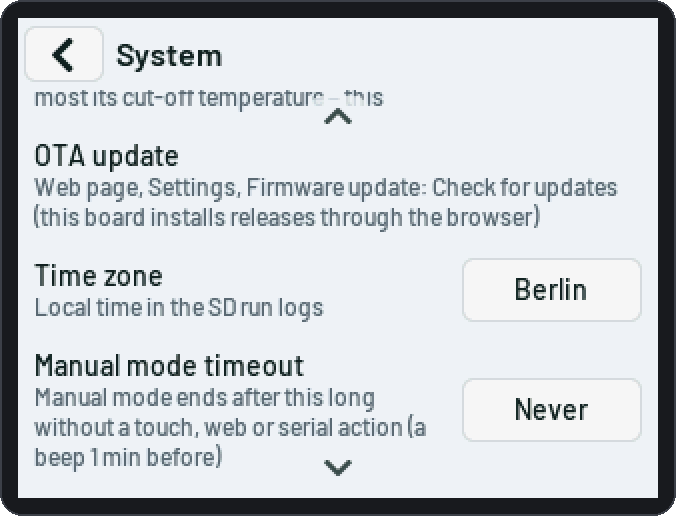 System
most its cut-off temperature – this
OTA update
Web page, Settings, Firmware update: Check for updates
(this board installs releases through the browser)
Time zone
Local time in the SD run logs
Berlin
Manual mode timeout
Manual mode ends after this long
without a touch, web or serial action (a
beep 1 min before)
Never